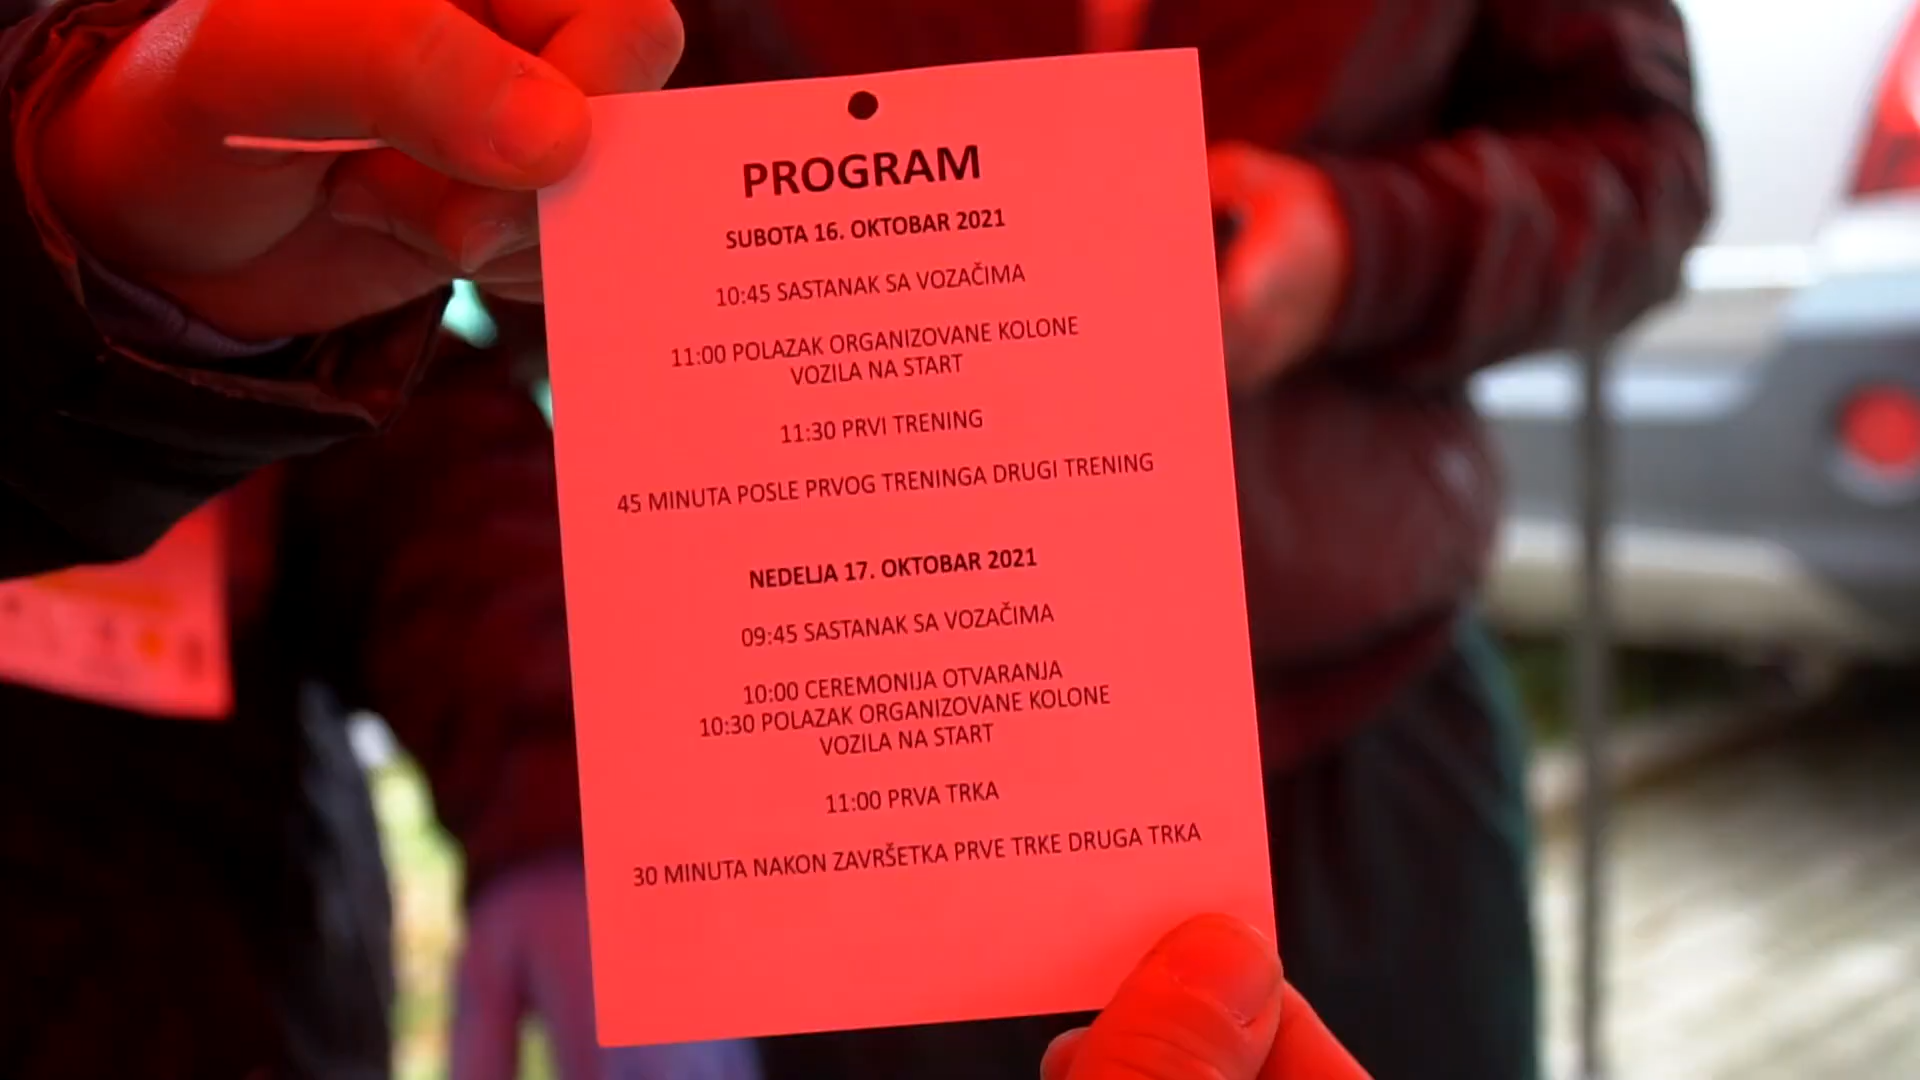 PROGRAM
SUBOTA 16. OKTOBAR 2021
10:45 SASTANAK SA VOZAČIMA
11:00 POLAZAK ORGANIZOVANE KOLONE
VOZILA NA START
11:30 PRVI TRENING
45 MINUTA POSLE PRVOG TRENINGA DRUGI TRENING
NEDELJA 17. OKTOBAR 2021
09:45 SASTANAK SA VOZAČIMA
10:00 CEREMONIJA OTVARANJA
10:30 POLAZAK ORGANIZOVANE KOLONE
VOZILA NA START
11:00 PRVA TRKA
30 MINUTA NAKON ZAVRŠETKA PRVE TRKE DRUGA TRKA